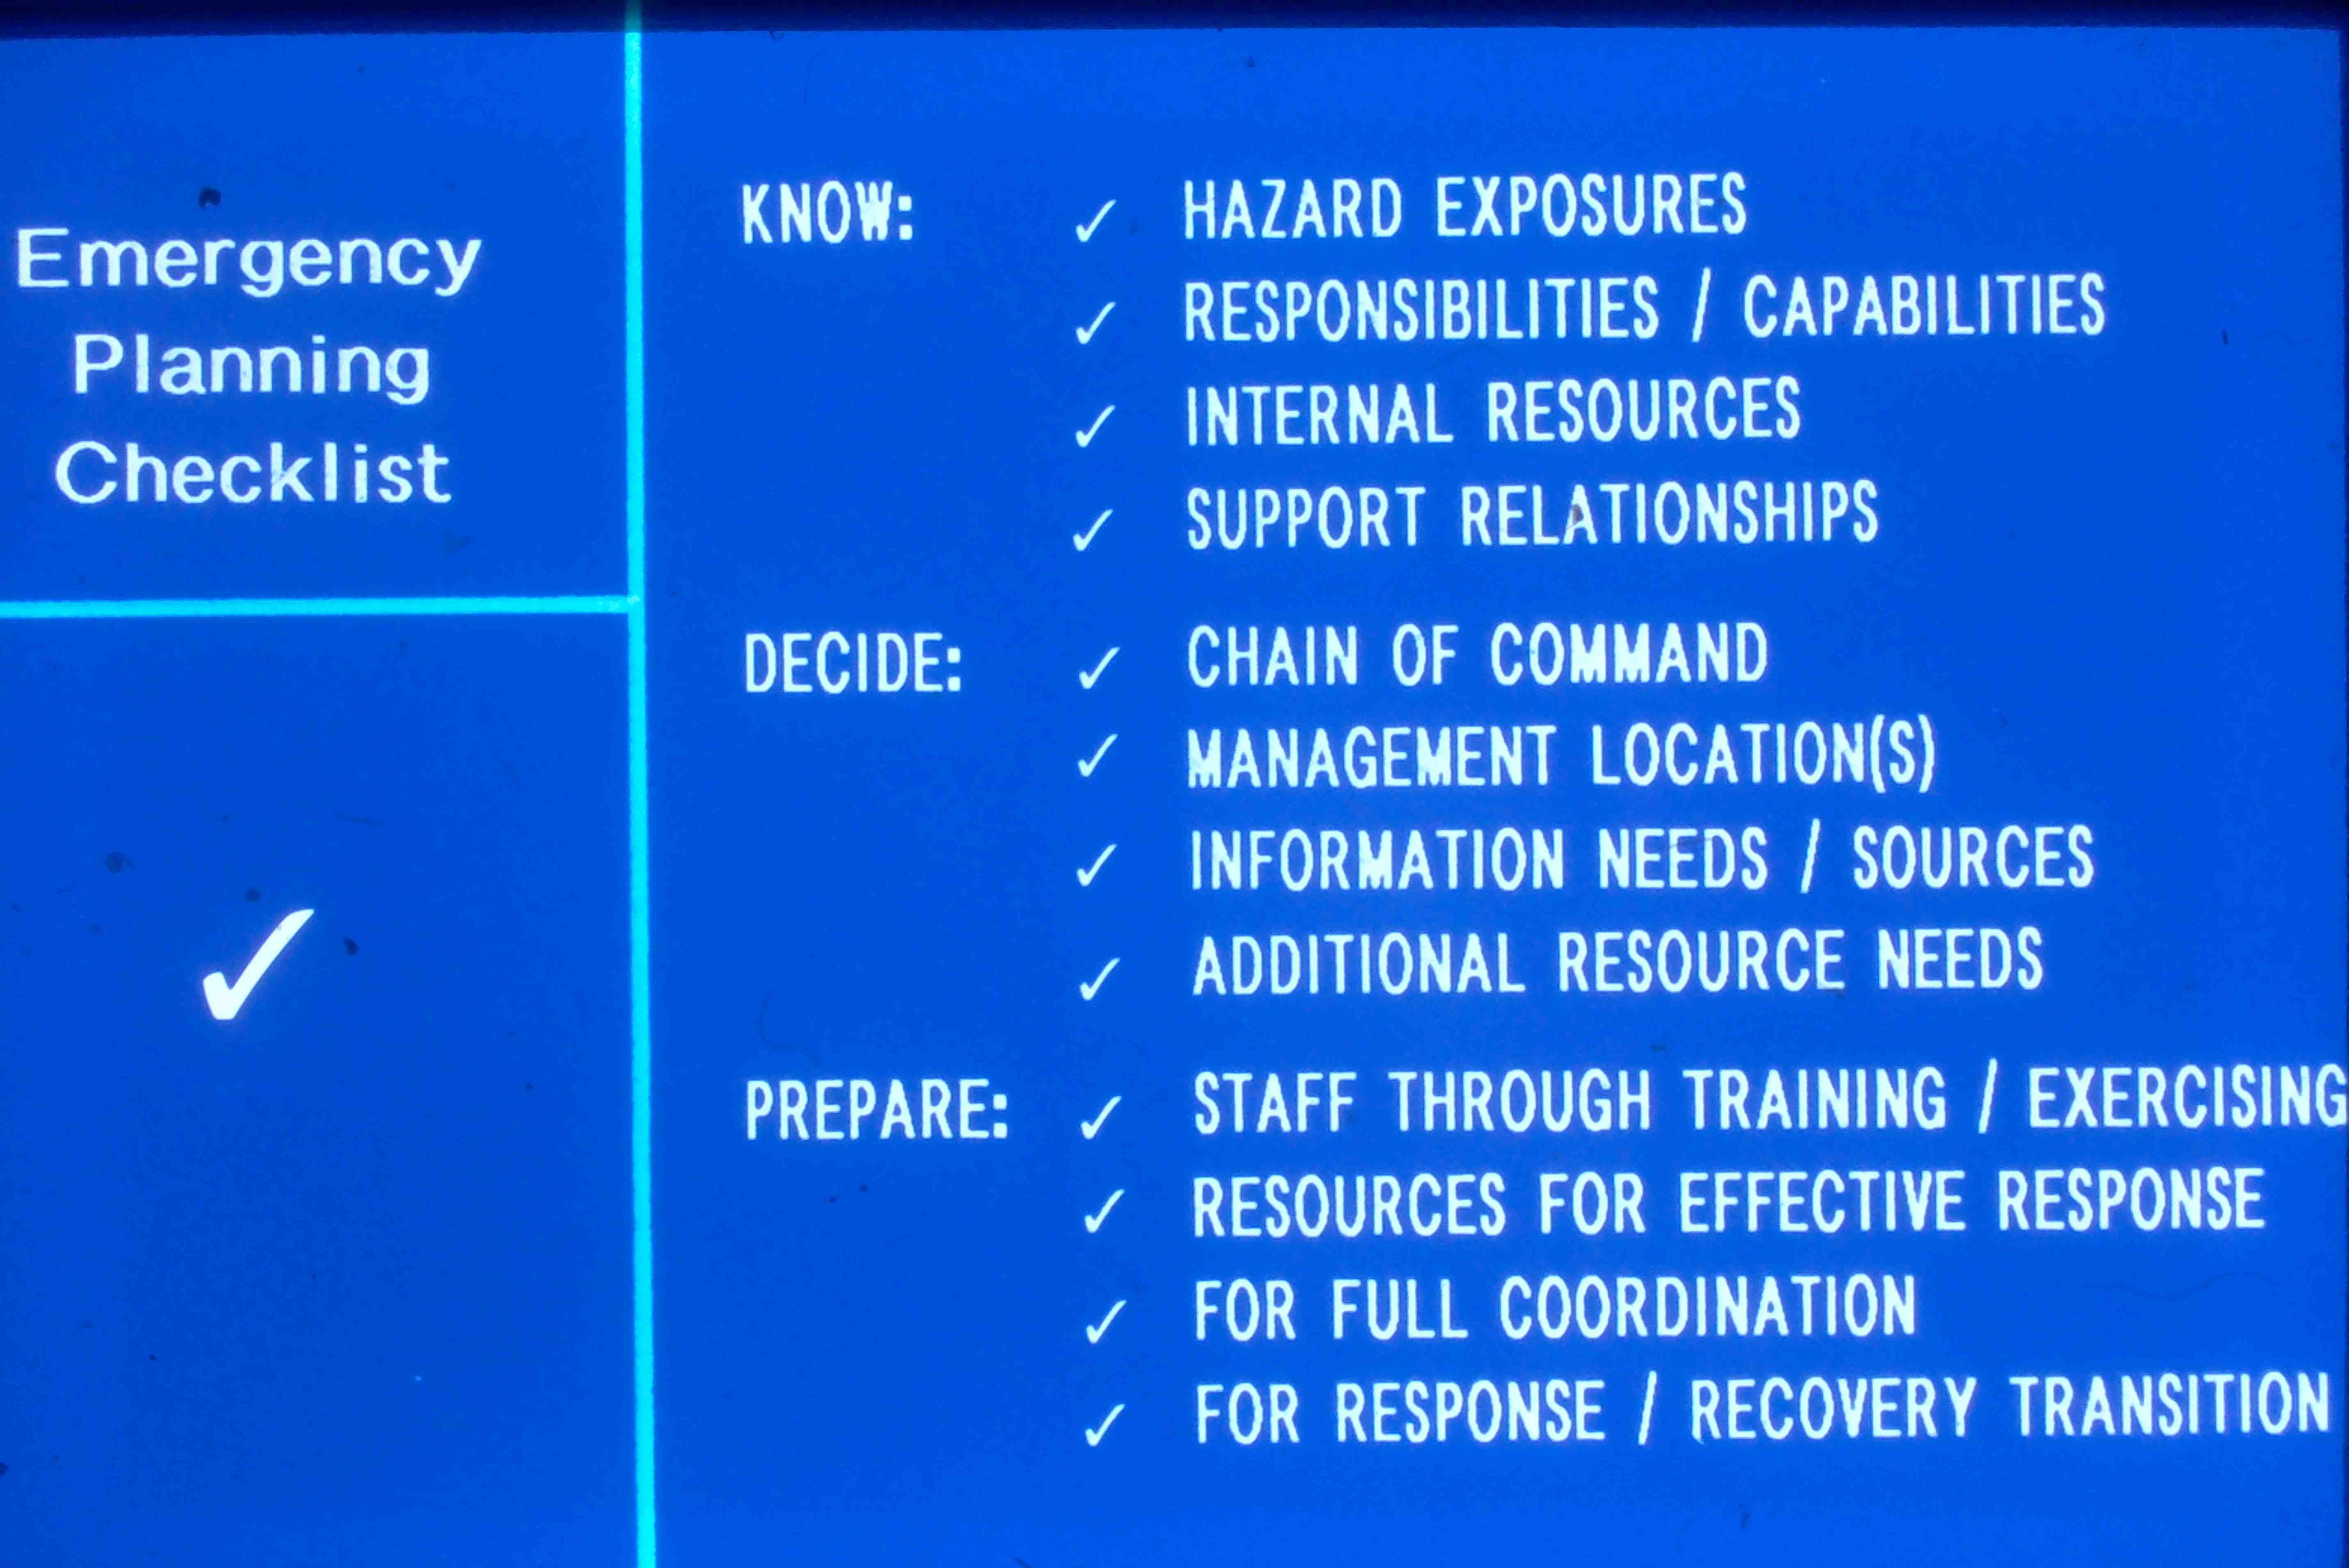 Emergency
Planning
Checklist
✓
KNOW: ✓ HAZARD EXPOSURES
✓ RESPONSIBILITIES / CAPABILITIES
✓ INTERNAL RESOURCES
✓ SUPPORT RELATIONSHIPS
DECIDE: ✓ CHAIN OF COMMAND
✓ MANAGEMENT LOCATION(S)
✓ INFORMATION NEEDS / SOURCES
✓ ADDITIONAL RESOURCE NEEDS
PREPARE: ✓ STAFF THROUGH TRAINING / EXERCISING
✓ RESOURCES FOR EFFECTIVE RESPONSE
✓ FOR FULL COORDINATION
✓ FOR RESPONSE / RECOVERY TRANSITION